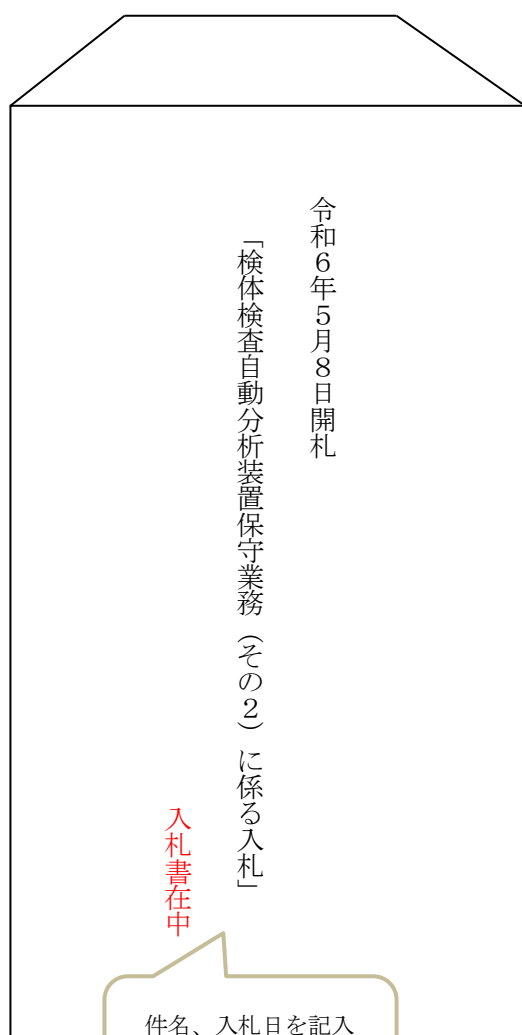 令和６年５月８日開札
「検体検査自動分析装置保守業務（その２）に係る入札」
入札書在中
件名、入札日を記入